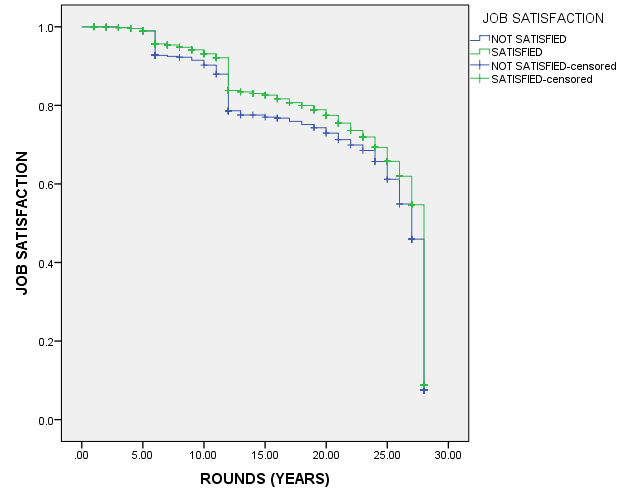 JOB SATISFACTION
NOT SATISFIED
SATISFIED
NOT SATISFIED-censored
SATISFIED-censored
JOB SATISFACTION
1.0
0.8
0.6
0.4
0.2
0.0
.00 5.00 10.00 15.00 20.00 25.00 30.00
ROUNDS (YEARS)